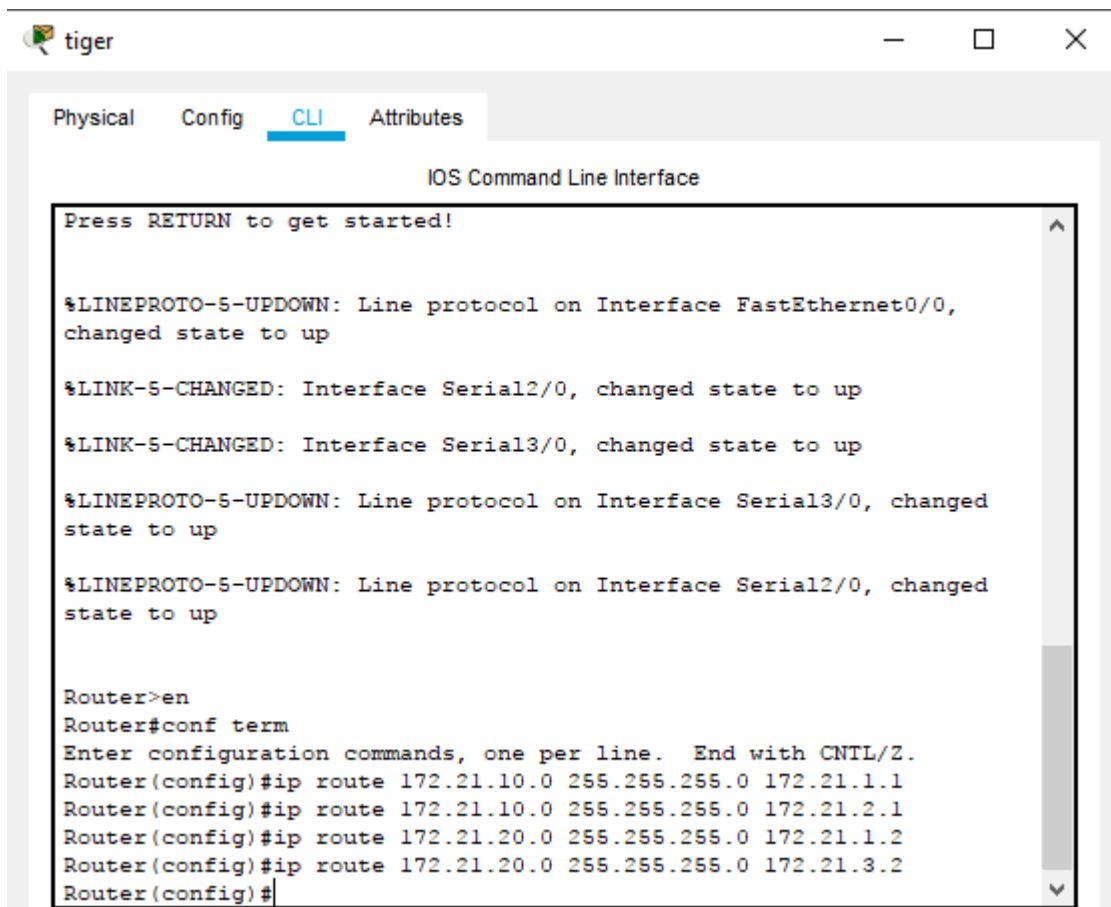 tiger
Physical Config CLI Attributes
IOS Command Line Interface
Press RETURN to get started!
%LINEPROTO-5-UPDOWN: Line protocol on Interface FastEthernet0/0,
changed state to up
%LINK-5-CHANGED: Interface Serial2/0, changed state to up
%LINK-5-CHANGED: Interface Serial3/0, changed state to up
%LINEPROTO-5-UPDOWN: Line protocol on Interface Serial3/0, changed
state to up
%LINEPROTO-5-UPDOWN: Line protocol on Interface Serial2/0, changed
state to up
Router>en
Router#conf term
Enter configuration commands, one per line.  End with CNTL/Z.
Router(config)#ip route 172.21.10.0 255.255.255.0 172.21.1.1
Router(config)#ip route 172.21.10.0 255.255.255.0 172.21.2.1
Router(config)#ip route 172.21.20.0 255.255.255.0 172.21.1.2
Router(config)#ip route 172.21.20.0 255.255.255.0 172.21.3.2
Router(config)#